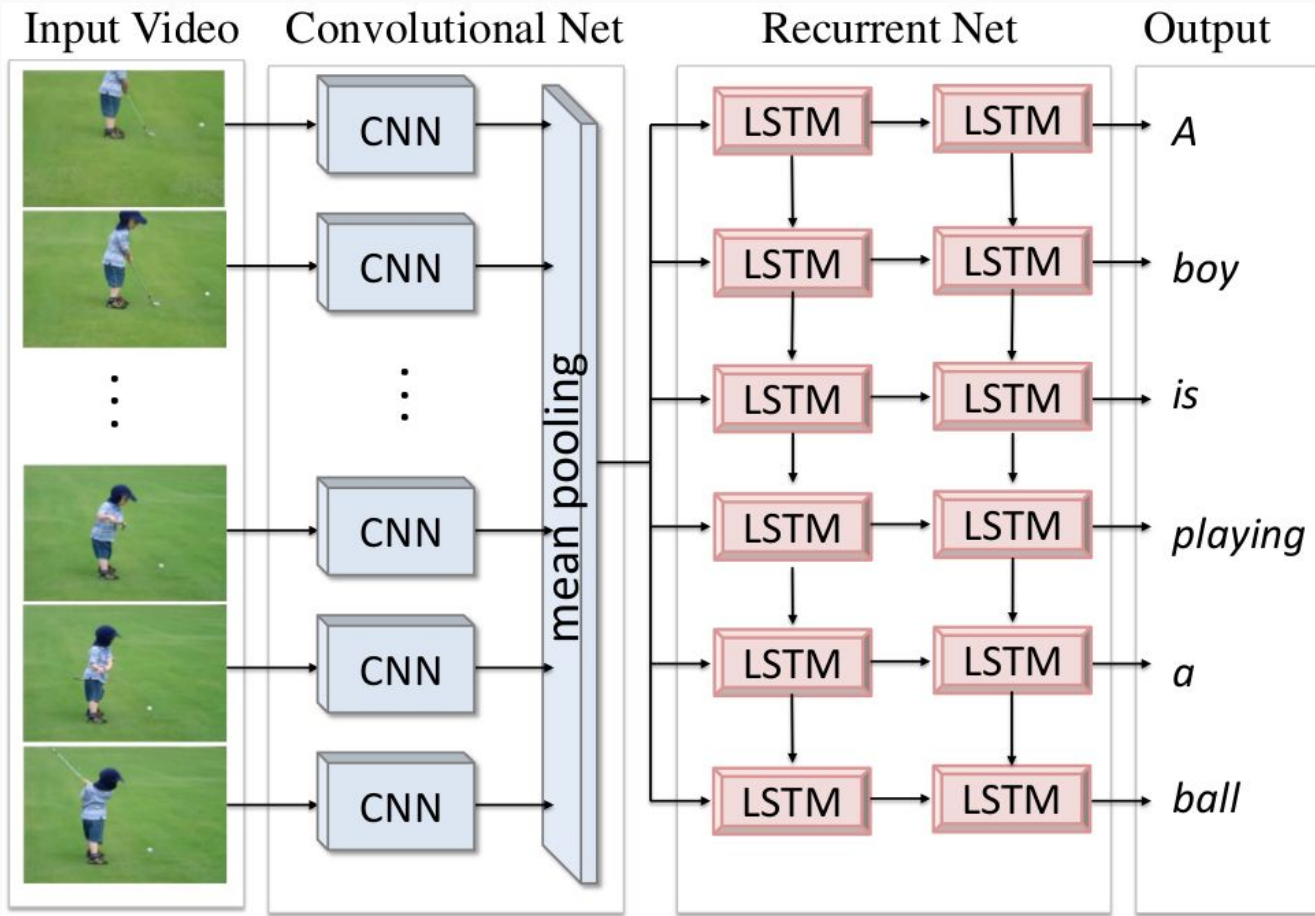 Input Video
Convolutional Net
Recurrent Net
Output
CNN
CNN
CNN
CNN
CNN
mean pooling
LSTM
LSTM
A
LSTM
LSTM
boy
LSTM
LSTM
is
LSTM
LSTM
playing
LSTM
LSTM
a
LSTM
LSTM
ball